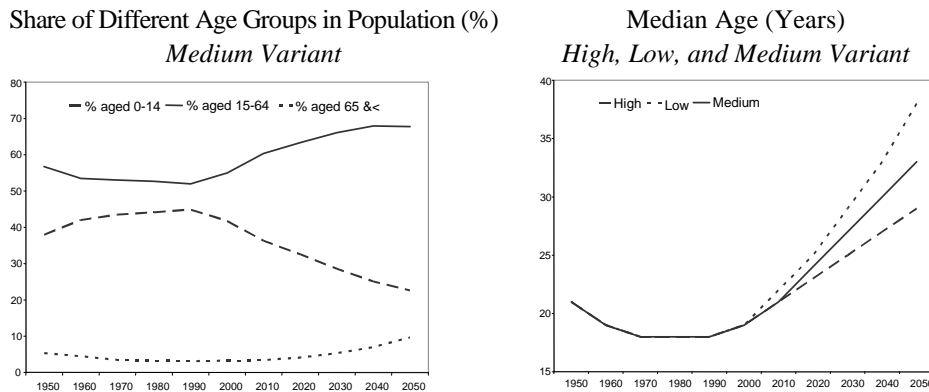 Share of Different Age Groups in Population (%)
Medium Variant
80
70
60
50
40
30
20
10
0
% aged 0-14 % aged 15-64 % aged 65 &<
1950 1960 1970 1980 1990 2000 2010 2020 2030 2040 2050
Median Age (Years)
High, Low, and Medium Variant
40
35
30
25
20
15
High Low Medium
1950 1960 1970 1980 1990 2000 2010 2020 2030 2040 2050